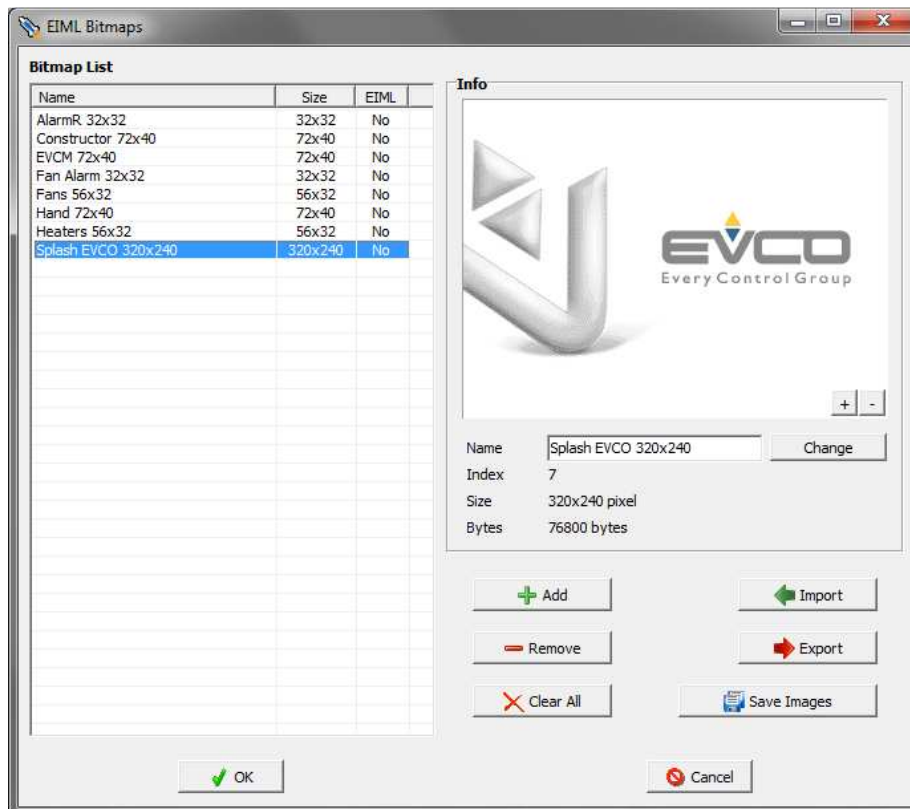 EIML Bitmaps
Bitmap List
Name Size EIML
AlarmR 32x32 32x32 No
Constructor 72x40 72x40 No
EVCM 72x40 72x40 No
Fan Alarm 32x32 32x32 No
Fans 56x32 56x32 No
Hand 72x40 72x40 No
Heaters 56x32 56x32 No
Splash EVCO 320x240 320x240 No
Info
EVCO
Every Control Group
+ -
Name Splash EVCO 320x240 Change
Index 7
Size 320x240 pixel
Bytes 76800 bytes
Add Import
Remove Export
Clear All Save Images
OK Cancel